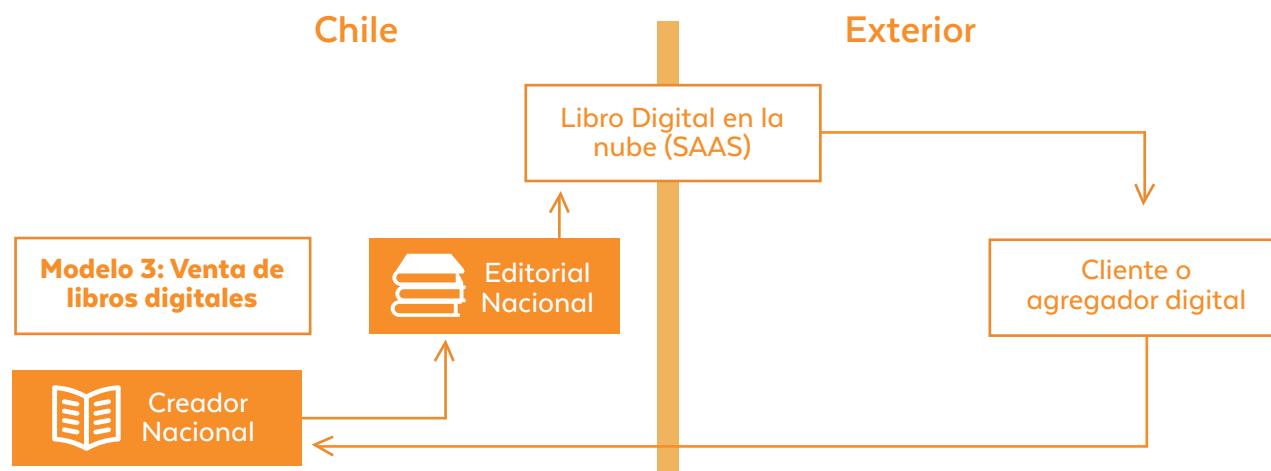 Chile
Exterior
Libro Digital en la
nube (SAAS)
Modelo 3: Venta de
libros digitales
Editorial
Nacional
Cliente o
agregador digital
Creador
Nacional